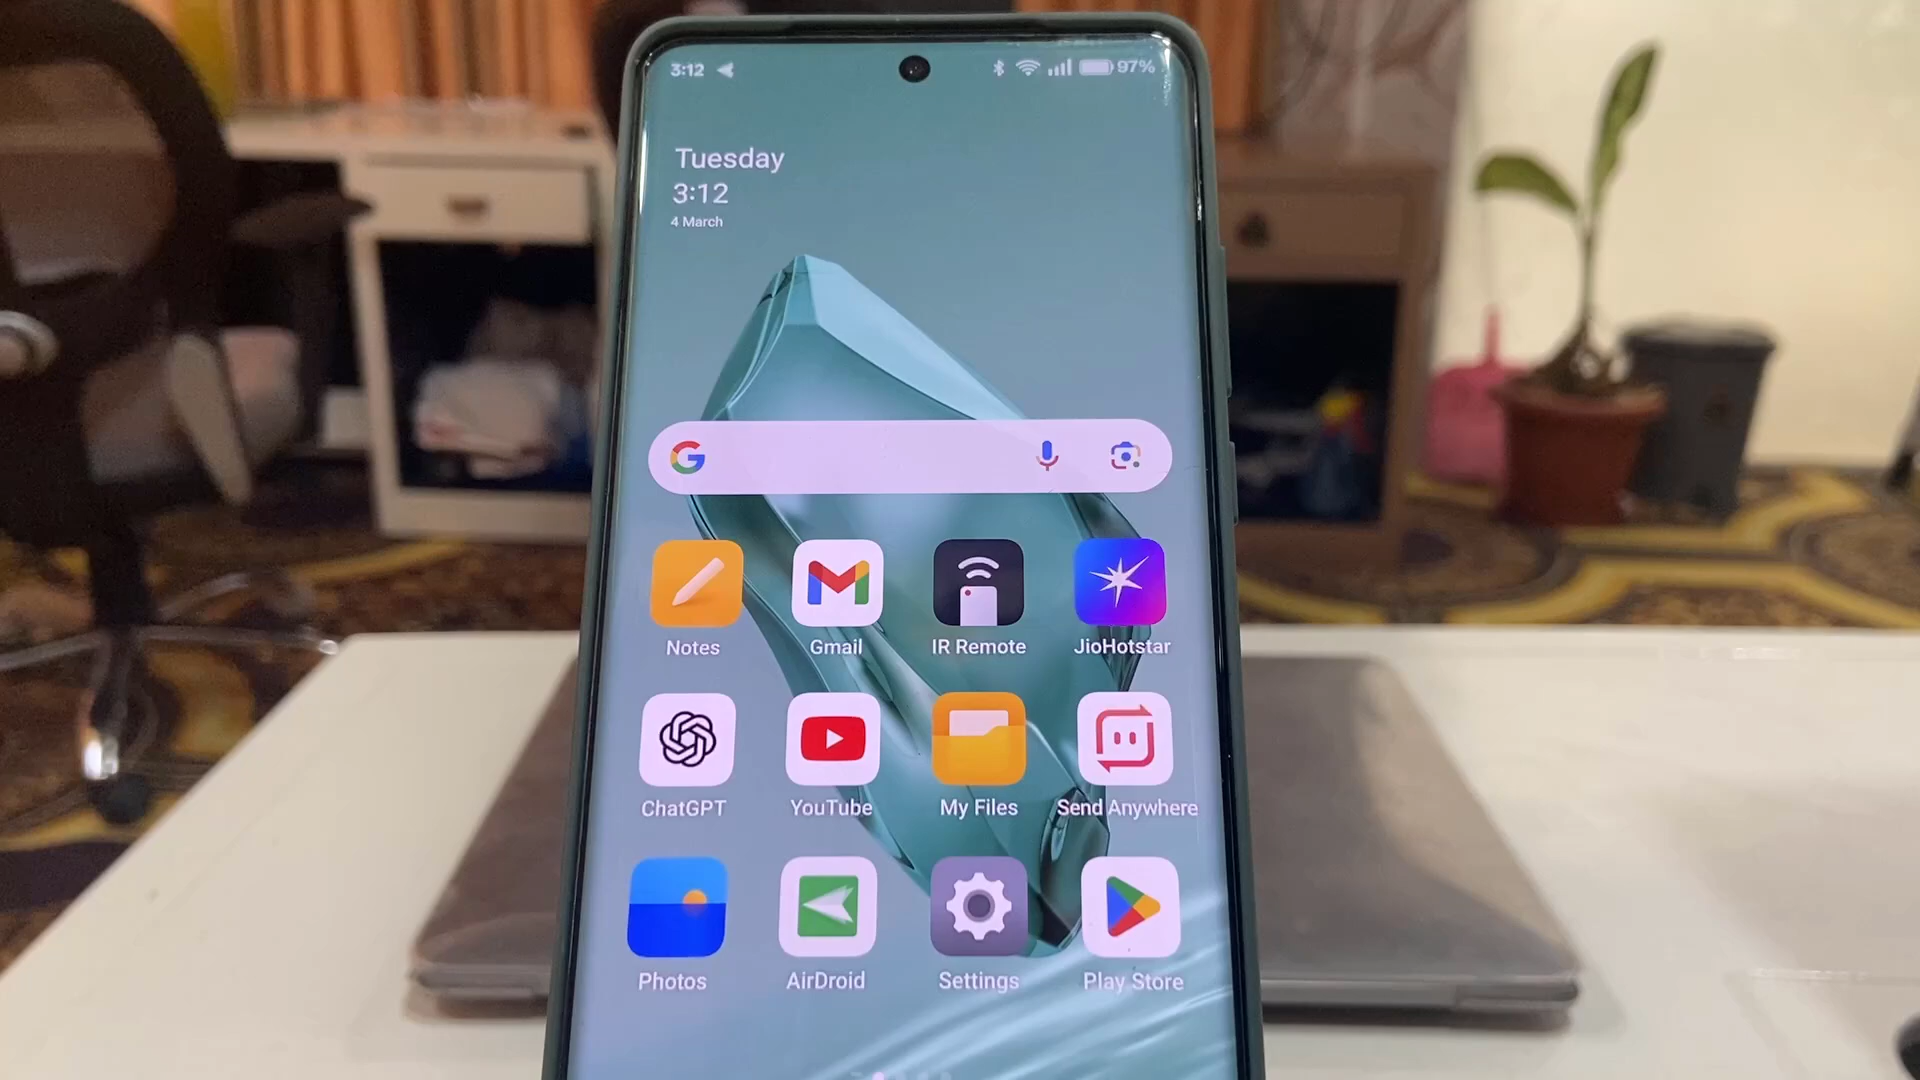 3:12 97%
Tuesday
3:12
4 March
Notes Gmail IR Remote JioHotstar
ChatGPT YouTube My Files Send Anywhere
Photos AirDroid Settings Play Store